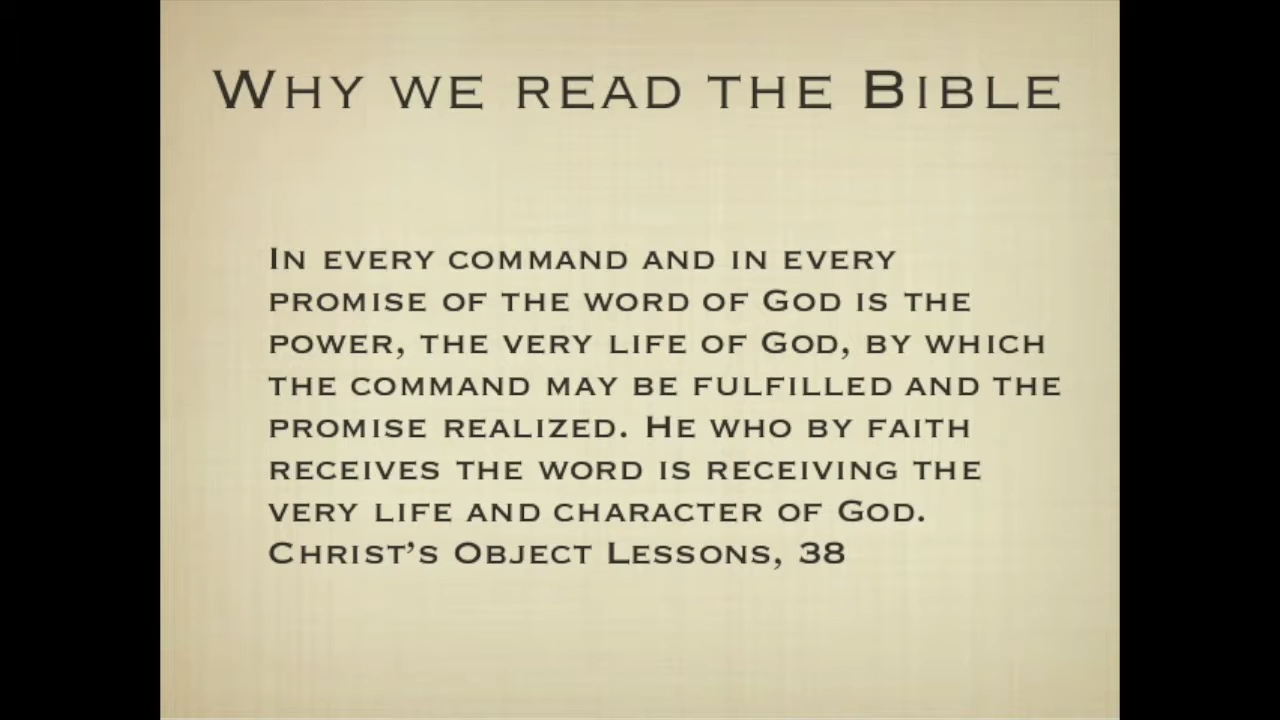 Why we read the Bible
In every command and in every
promise of the word of God is the
power, the very life of God, by which
the command may be fulfilled and the
promise realized. He who by faith
receives the word is receiving the
very life and character of God.
Christ’s Object Lessons, 38